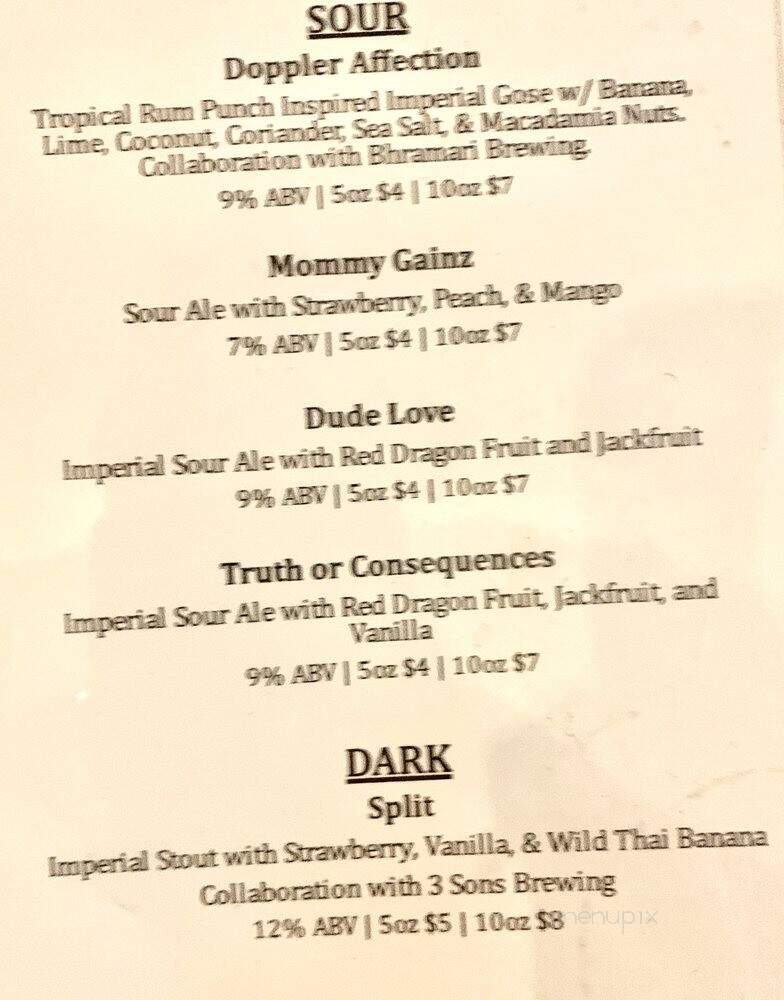 SOUR
Doppler Affection
Tropical Rum Punch Inspired Imperial Gose w/ Banana,
Lime, Coconut, Coriander, Sea Salt, & Macadamia Nuts.
Collaboration with Bhramari Brewing.
9% ABV | 5oz $4 | 10oz $7
Mommy Gainz
Sour Ale with Strawberry, Peach, & Mango
7% ABV | 5oz $4 | 10oz $7
Dude Love
Imperial Sour Ale with Red Dragon Fruit and Jackfruit
9% ABV | 5oz $4 | 10oz $7
Truth or Consequences
Imperial Sour Ale with Red Dragon Fruit, Jackfruit, and
Vanilla
9% ABV | 5oz $4 | 10oz $7
DARK
Split
Imperial Stout with Strawberry, Vanilla, & Wild Thai Banana
Collaboration with 3 Sons Brewing
12% ABV | 5oz $5 | 10oz $8
menupix